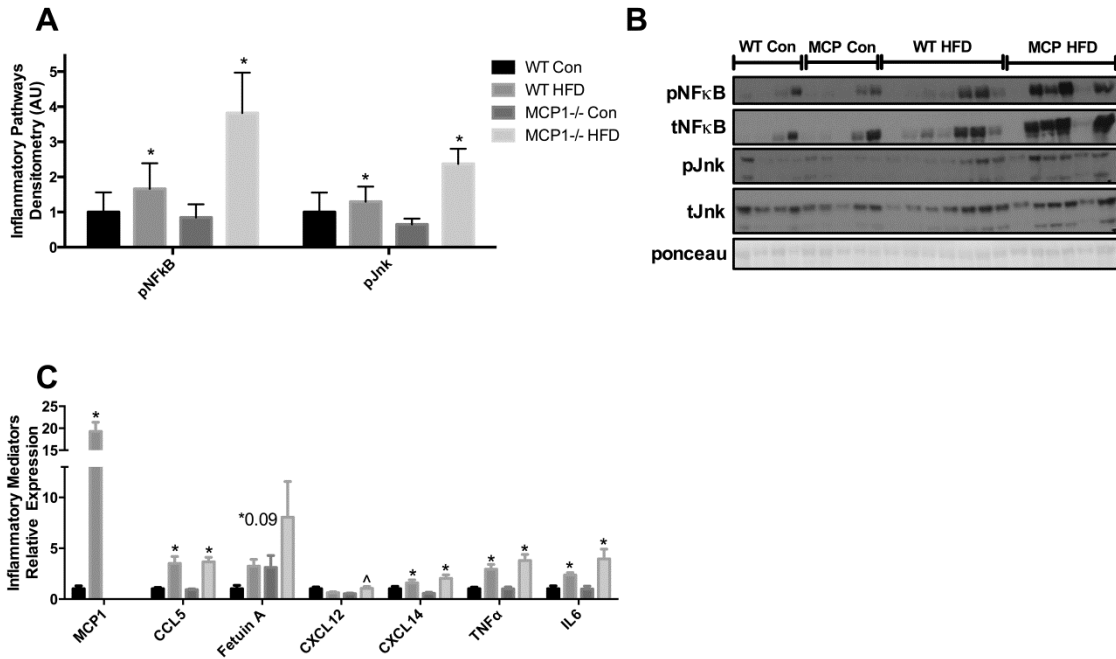 A
Inflammatory Pathways
Densitometry (AU)
5
4
3
2
1
0
*
*
*
*
pNFkB
pJnk
WT Con
WT HFD
MCP1-/- Con
MCP1-/- HFD
B
WT Con MCP Con WT HFD MCP HFD
pNFκB
tNFκB
pJnk
tJnk
ponceau
C
Inflammatory Mediators
Relative Expression
25
20
15
10
5
0
*
*
*
*0.09
^
*
*
*
*
*
*
MCP1
CCL5
Fetuin A
CXCL12
CXCL14
TNFα
IL6